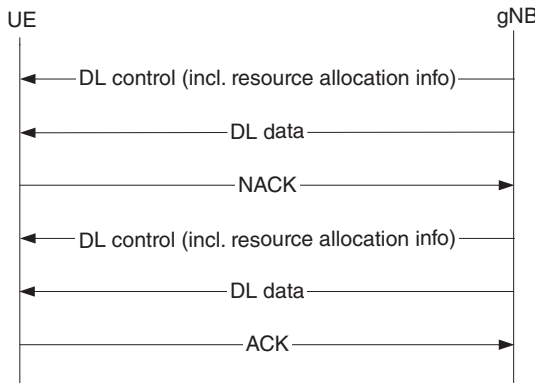 UE
gNB
DL control (incl. resource allocation info)
DL data
NACK
DL control (incl. resource allocation info)
DL data
ACK